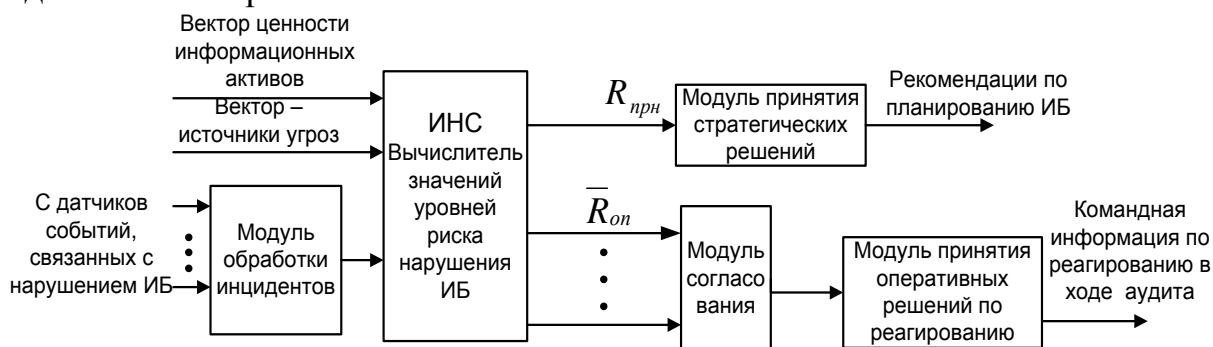 Вектор ценности
информационных
активов
Вектор –
источники угроз
С датчиков
событий,
связанных с
нарушением ИБ
Модуль
обработки
инцидентов
ИНС
Вычислитель
значений
уровней
риска
нарушения
ИБ
R прн
Модуль принятия
стратегических
решений
Рекомендации по
планированию ИБ
R̅ оп
Модуль
согласо
вания
Модуль принятия
оперативных
решений по
реагированию
Командная
информация по
реагированию в
ходе аудита